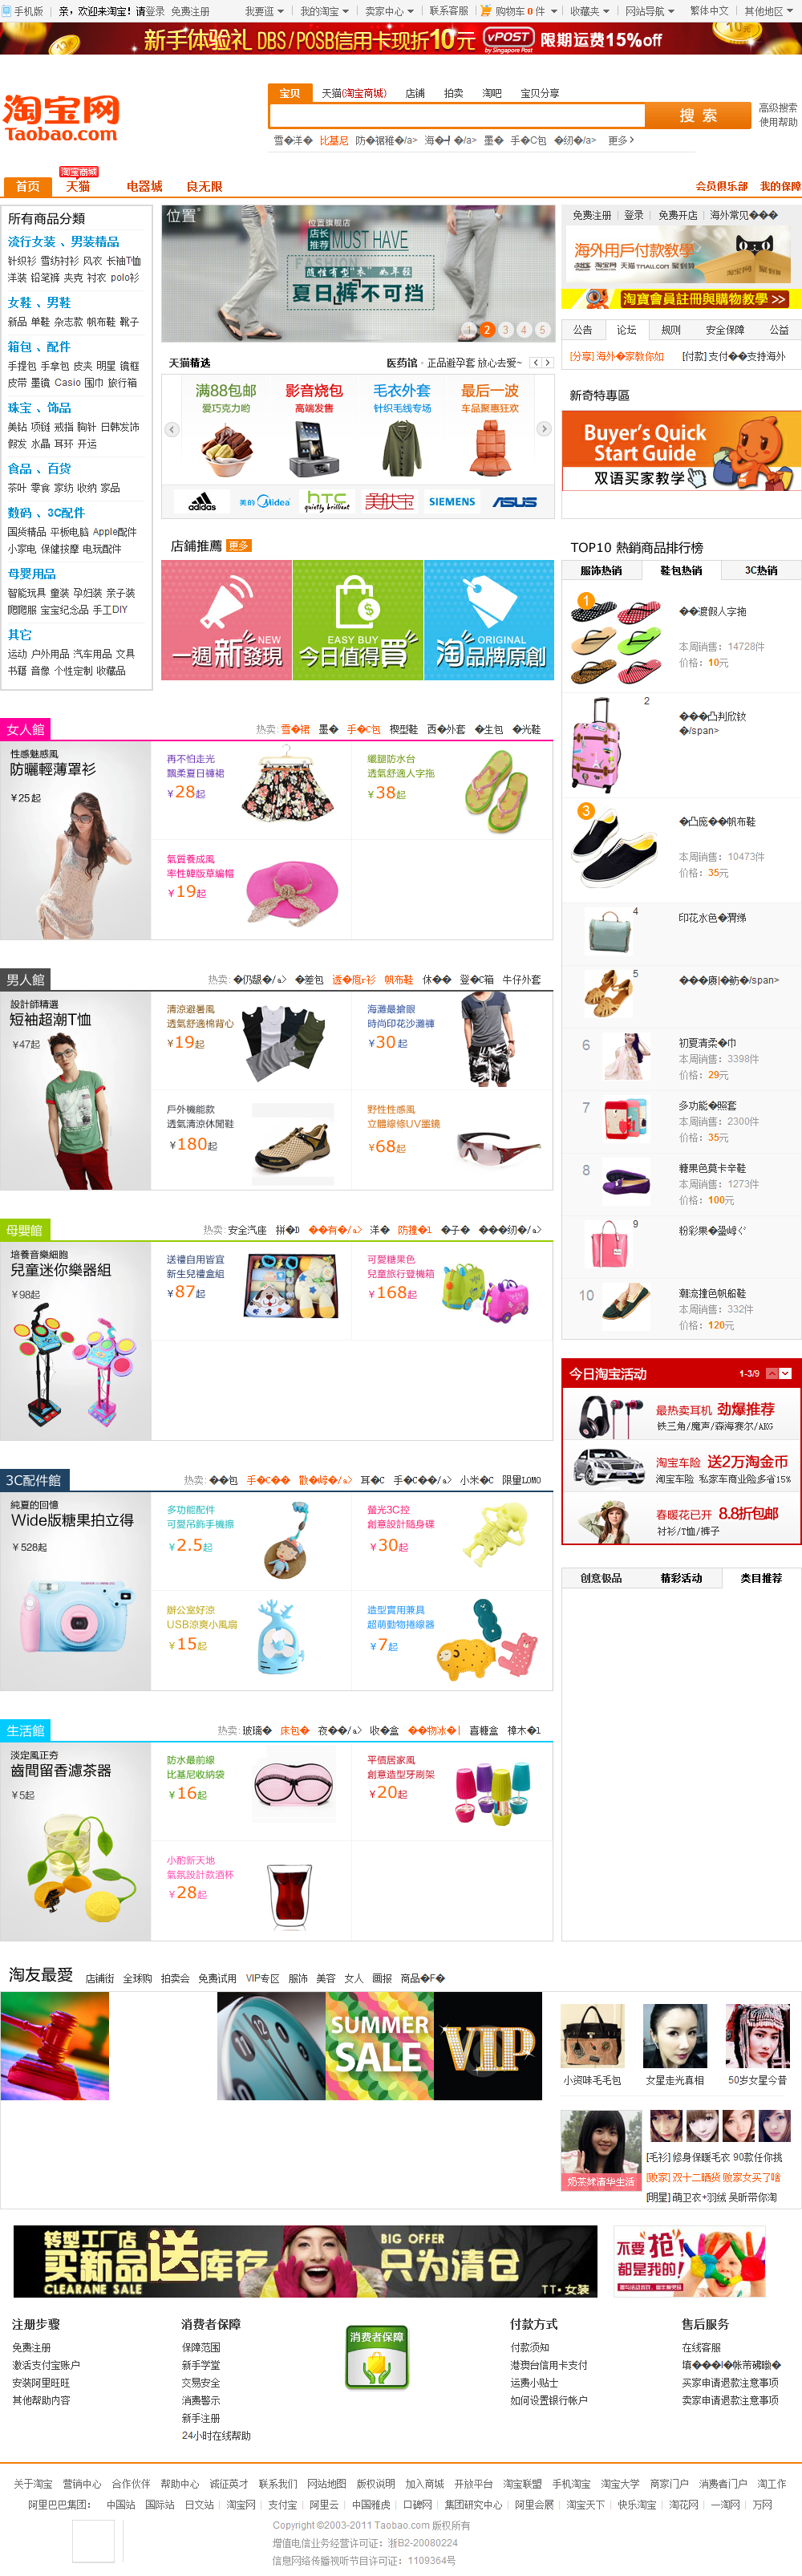 手机版 亲，欢迎来淘宝！请登录 免费注册 我要逛 我的淘宝 卖家中心 联系客服 购物车 0 件 收藏夹 网站导航 繁体中文 其他地区
新手体验礼 DBS/POSB信用卡现折10元 vPOST 限期运费15%off
宝贝 天猫(淘宝商城) 店铺 拍卖 淘吧 宝贝分享
淘宝网
Taobao.com
搜 索
高级搜索
使用帮助
比基尼 更多
淘宝商城
首页 天猫 电器城 良无限 会员俱乐部 我的保障
所有商品分類
流行女装 、男装精品
针织衫 雪纺衬衫 风衣 长袖T恤
洋装 铅笔裤 夹克 衬衣 polo衫
女鞋 、男鞋
新品 单鞋 杂志款 帆布鞋 靴子
箱包 、配件
手提包 手拿包 皮夹 明星 镜框
皮带 墨镜 Casio 围巾 旅行箱
珠宝 、饰品
美钻 项链 戒指 胸针 日韩发饰
假发 水晶 耳环 开运
食品 、百货
茶叶 零食 家纺 收纳 家品
数码 、3C配件
国货精品 平板电脑 Apple配件
小家电 保健按摩 电玩配件
母婴用品
智能玩具 童装 孕妇装 亲子装
爬爬服 宝宝纪念品 手工DIY
其它
运动 户外用品 汽车用品 文具
书籍 音像 个性定制 收藏品
位置
位置旗舰店
店长推荐
MUST HAVE
FASHION
随性有型“衣”如年轻
夏日裤不可挡
1 2 3 4 5
天猫精选 医药馆 - 正品避孕套 放心去爱~
满88包邮 影音烧包 毛衣外套 最后一波
爱巧克力哟 高端发售 针织毛线专场 车品聚惠狂欢
adidas 美的 Midea htc 美肤宝 SIEMENS ASUS
店鋪推薦 更多
NEW
一週新發現
EASY BUY
今日值得買
ORIGINAL
淘品牌原創
免费注册 登录 免费开店
海外用戶付款教學
淘宝网 天猫TMALL.COM 聚划算
淘寶會員註冊與購物教學 >>
公告 论坛 规则 安全保障 公益
新奇特專區
Buyer's Quick
Start Guide
双语买家教学
TOP10 熱銷商品排行榜
服饰热销 鞋包热销 3C热销
1
本周销售：14728件
价格：10元
2
3
本周销售：10473件
价格：35元
4
5
6
本周销售：3398件
价格：29元
7
本周销售：2300件
价格：35元
8 糖果色莫卡辛鞋
本周销售：1273件
价格：100元
9
10 潮流撞色帆船鞋
本周销售：332件
价格：120元
女人館 热卖:
性感魅感風
防曬輕薄罩衫
¥25起
再不怕走光
飄柔夏日褲裙
¥28起
纖腿防水台
透氣舒適人字拖
¥38起
氣質養成風
率性韓版草編帽
¥19起
男人館 热卖: 帆布鞋 牛仔外套
設計師精選
短袖超潮T恤
¥47起
清涼避暑風
透氣舒適棉背心
¥19起
海灘最搶眼
時尚印花沙灘褲
¥30起
戶外機能款
透氣清涼休閒鞋
¥180起
野性性感風
立體線條UV墨鏡
¥68起
母嬰館 热卖: 安全汽座
培養音樂細胞
兒童迷你樂器組
¥98起
送禮自用皆宜
新生兒禮盒組
¥87起
可愛糖果色
兒童旅行登機箱
¥168起
今日淘宝活动 1-3/9
最热卖耳机 劲爆推荐
铁三角/魔声/森海赛尔/AKG
淘宝车险 送2万淘金币
淘宝车险 私家车商业险多省15%
春暖花已开 8.8折包邮
衬衫/T恤/裤子
3C配件館 热卖: 限量LOMO
純夏的回憶
Wide版糖果拍立得
¥528起
多功能配件
可愛吊飾手機擦
¥2.5起
螢光3C控
創意設計隨身碟
¥30起
辦公室好涼
USB涼爽小風扇
¥15起
造型實用兼具
超萌動物捲線器
¥7起
创意极品 精彩活动 类目推荐
生活館 热卖: 喜糖盒
淡定風正夯
齒間留香濾茶器
¥5起
防水最前線
比基尼收納袋
¥16起
平價居家風
創意造型牙刷架
¥20起
小酌新天地
氣氛設計款酒杯
¥28起
淘友最愛 店铺街 全球购 拍卖会 免费试用 VIP专区 服饰 美容 女人 画报
SUMMER
SALE
VIP
小资味毛毛包 女星走光真相 50岁女星今昔
奶茶妹清华生活
[毛衫] 修身保暖毛衣 90款任你挑
[败家] 双十二晒货 败家女买了啥
[明星] 萌卫衣+羽绒 吴昕带你淘
转型工厂店
买新品送库存
CLEARANE SALE
BIG OFFER
只为清仓
TT·女装
不要抢
都是我的!
注册步骤 消费者保障 付款方式 售后服务
免费注册 保障范围 付款须知 在线客服
激活支付宝账户 新手学堂 港澳台信用卡支付
安装阿里旺旺 交易安全 运费小贴士 买家申请退款注意事项
其他帮助内容 消费警示 如何设置银行帐户 卖家申请退款注意事项
新手注册
24小时在线帮助
消费者保障
关于淘宝 营销中心 合作伙伴 帮助中心 诚征英才 联系我们 网站地图 版权说明 加入商城 开放平台 淘宝联盟 手机淘宝 淘宝大学 商家门户 消费者门户 淘工作
阿里巴巴集团： 中国站 国际站 日文站 淘宝网 支付宝 阿里云 中国雅虎 口碑网 集团研究中心 阿里会展 淘宝天下 快乐淘宝 淘花网 一淘网 万网
Copyright ©2003-2011 Taobao.com 版权所有
增值电信业务经营许可证：浙B2-20080224
信息网络传播视听节目许可证：1109364号